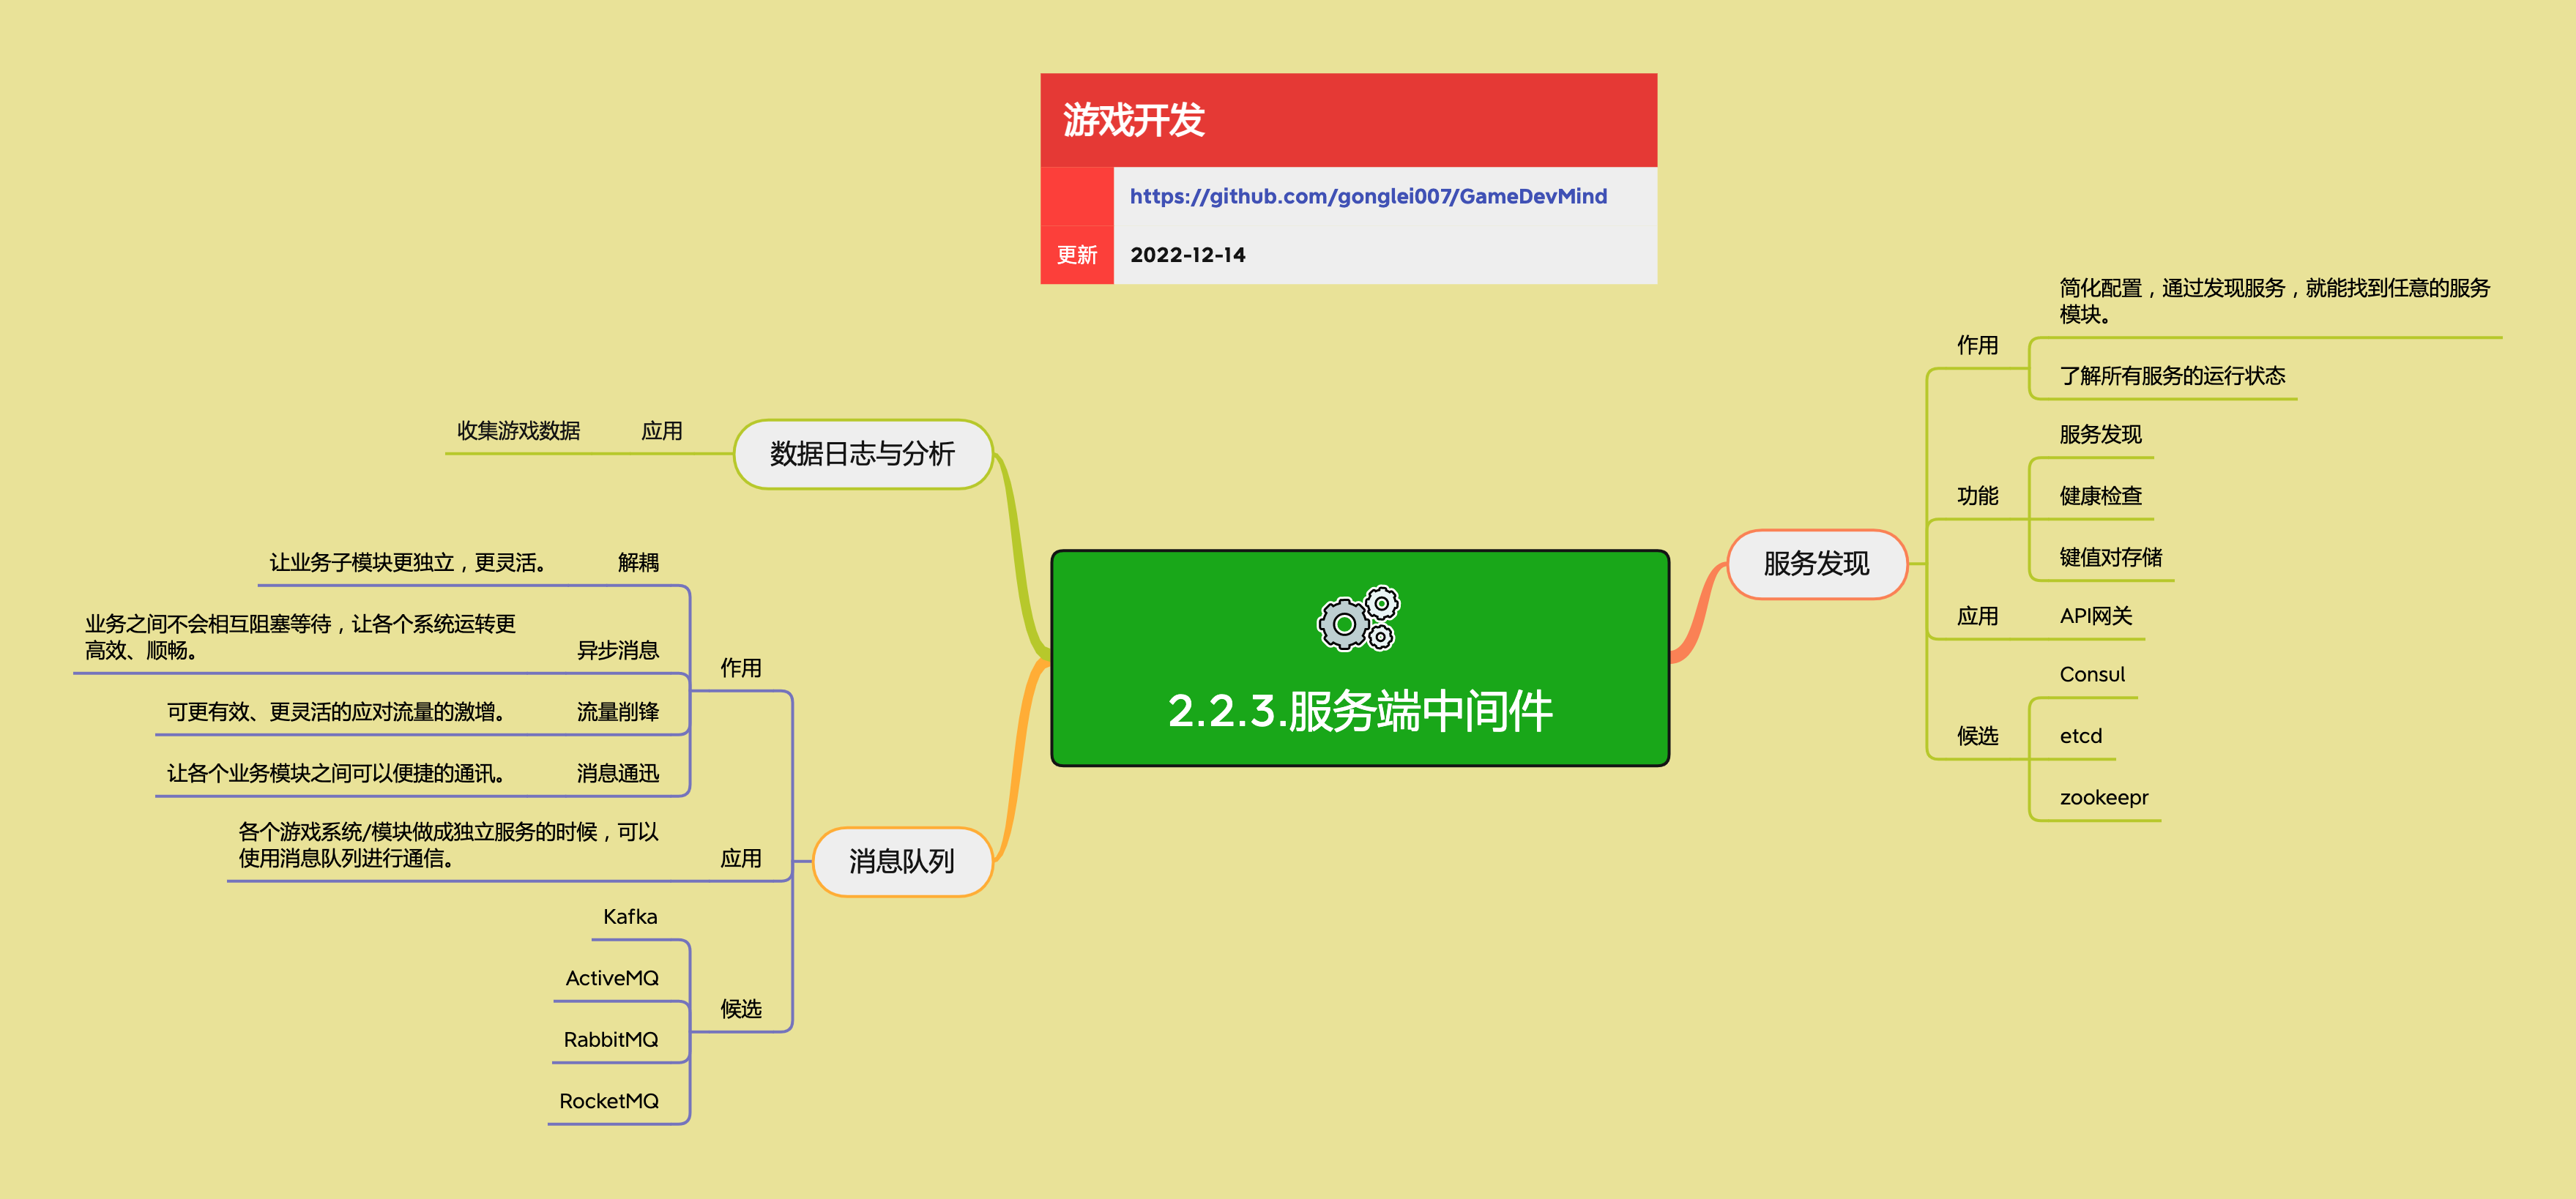 游戏开发
https://github.com/gonglei007/GameDevMind
更新 2022-12-14
2.2.3.服务端中间件
服务发现
作用
简化配置，通过发现服务，就能找到任意的服务
模块。
了解所有服务的运行状态
功能
服务发现
健康检查
键值对存储
应用
API网关
候选
Consul
etcd
zookeepr
数据日志与分析
应用
收集游戏数据
消息队列
作用
解耦
让业务子模块更独立，更灵活。
异步消息
业务之间不会相互阻塞等待，让各个系统运转更
高效、顺畅。
流量削锋
可更有效、更灵活的应对流量的激增。
消息通迅
让各个业务模块之间可以便捷的通讯。
应用
各个游戏系统/模块做成独立服务的时候，可以
使用消息队列进行通信。
候选
Kafka
ActiveMQ
RabbitMQ
RocketMQ